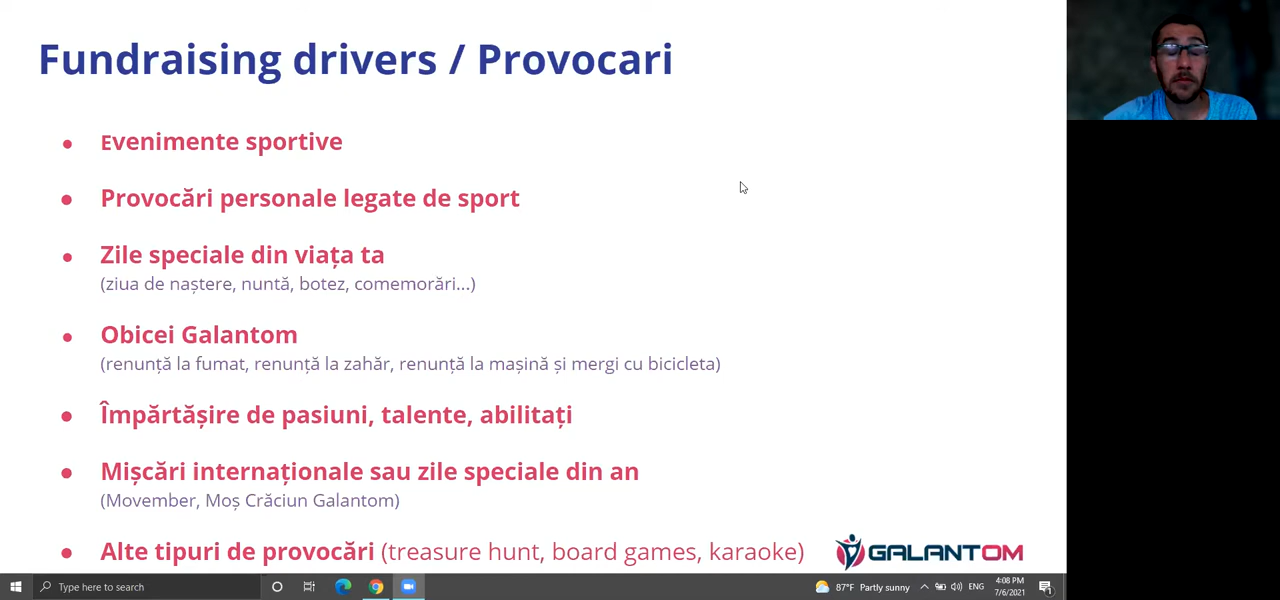 Fundraising drivers / Provocari
• Evenimente sportive
• Provocări personale legate de sport
• Zile speciale din viața ta
(ziua de naștere, nuntă, botez, comemorări...)
• Obicei Galantom
(renunță la fumat, renunță la zahăr, renunță la mașină și mergi cu bicicleta)
• Împărtășire de pasiuni, talente, abilitați
• Mișcări internaționale sau zile speciale din an
(Movember, Moș Crăciun Galantom)
• Alte tipuri de provocări (treasure hunt, board games, karaoke)
GALANTOM
Type here to search
87°F Partly sunny
ENG
4:08 PM
7/6/2021
1